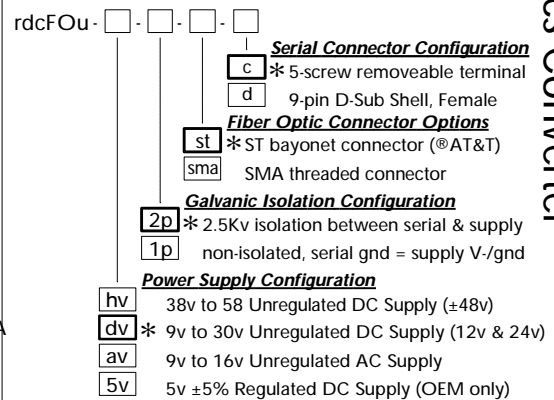 rdcFOu- - - -
Serial Connector Configuration
c * 5-screw removeable terminal
d 9-pin D-Sub Shell, Female
Fiber Optic Connector Options
st * ST bayonet connector (®AT&T)
sma SMA threaded connector
Galvanic Isolation Configuration
2p * 2.5Kv isolation between serial & supply
1p non-isolated, serial gnd = supply V-/gnd
Power Supply Configuration
hv 38v to 58 Unregulated DC Supply (±48v)
dv * 9v to 30v Unregulated DC Supply (12v & 24v)
av 9v to 16v Unregulated AC Supply
5v 5v ±5% Regulated DC Supply (OEM only)
cs Converter